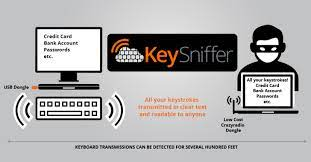 Credit Card
Bank Account
Passwords
etc.
USB Dongle
KeySniffer
All your keystrokes
transmitted in clear text
and readable to anyone
All your keystrokes!
Credit Card
Bank Account
Passwords
etc.
Low Cost
Crazyradio
Dongle
KEYBOARD TRANSMISSIONS CAN BE DETECTED FOR SEVERAL HUNDRED FEET